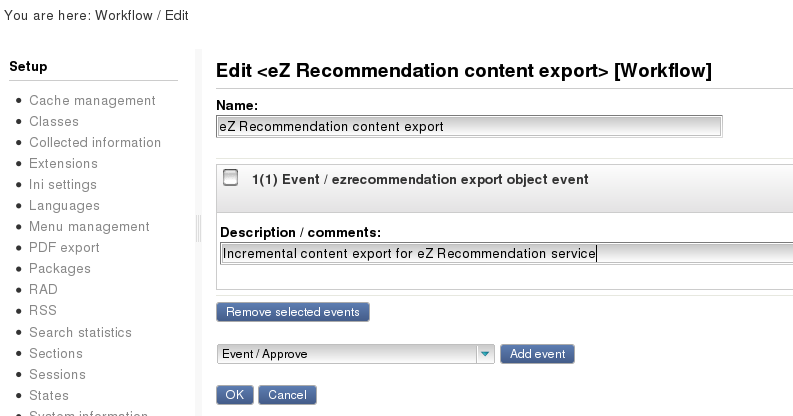 You are here: Workflow / Edit
Setup
Cache management
Classes
Collected information
Extensions
Ini settings
Languages
Menu management
PDF export
Packages
RAD
RSS
Search statistics
Sections
Sessions
States
System information
Edit <eZ Recommendation content export> [Workflow]
Name:
eZ Recommendation content export
1(1) Event / ezrecommendation export object event
Description / comments:
Incremental content export for eZ Recommendation service
Remove selected events
Event / Approve
Add event
OK
Cancel